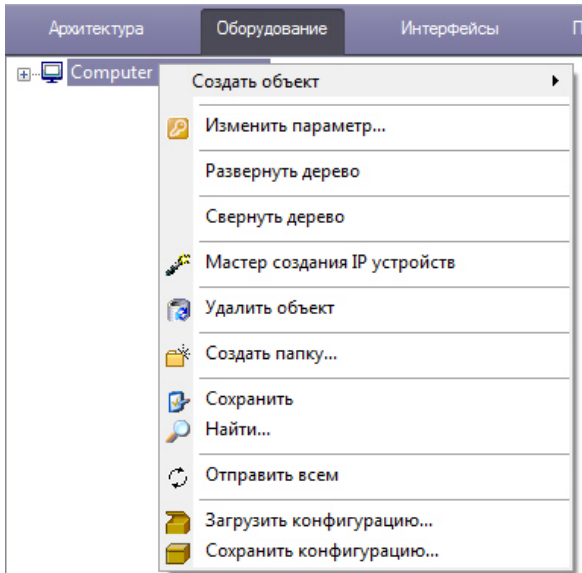 Архитектура Оборудование Интерфейсы
Computer
Создать объект
Изменить параметр...
Развернуть дерево
Свернуть дерево
Мастер создания IP устройств
Удалить объект
Создать папку...
Сохранить
Найти...
Отправить всем
Загрузить конфигурацию...
Сохранить конфигурацию...